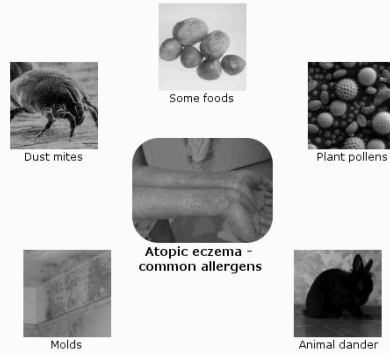 Some foods
Dust mites
Plant pollens
Atopic eczema -
common allergens
Molds
Animal dander